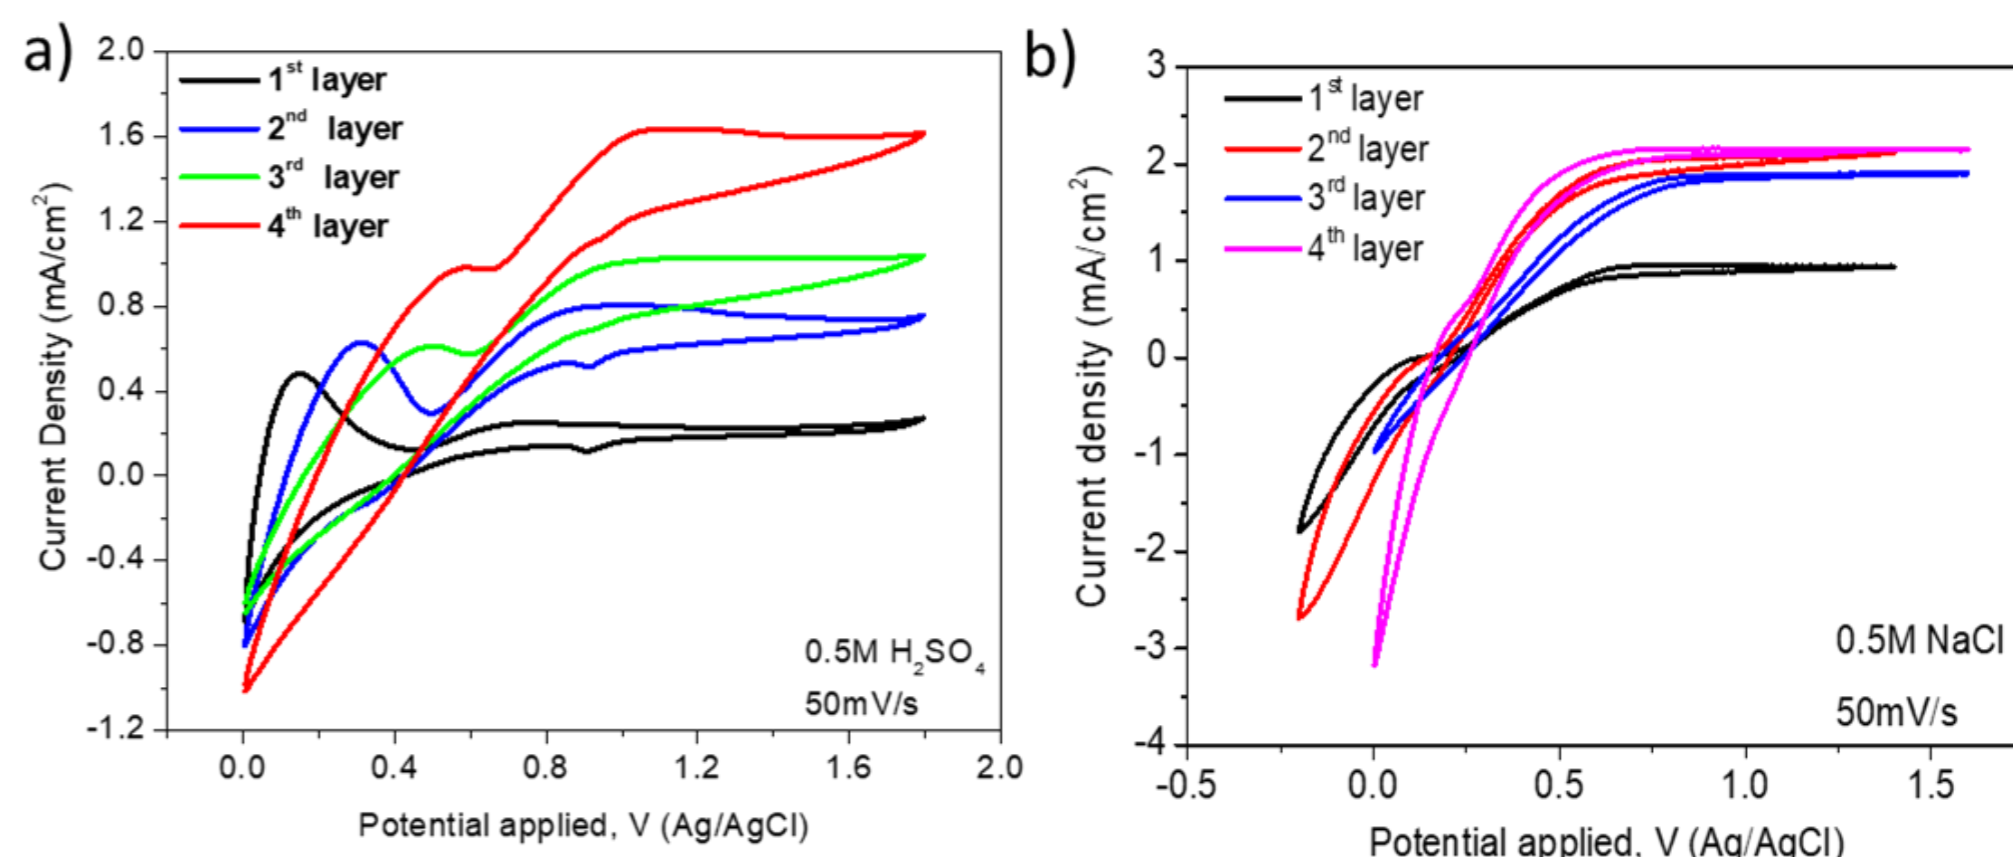 a)
2.0
1.6
1.2
0.8
0.4
0.0
-0.4
-0.8
-1.2
Current Density (mA/cm²)
1st layer
2nd layer
3rd layer
4th layer
0.5M H₂SO₄
50mV/s
0.0 0.4 0.8 1.2 1.6 2.0
Potential applied, V (Ag/AgCl)
b)
3
2
1
0
-1
-2
-3
-4
Current density (mA/cm²)
1st layer
2nd layer
3rd layer
4th layer
0.5M NaCl
50mV/s
-0.5 0.0 0.5 1.0 1.5
Potential applied, V (Ag/AgCl)